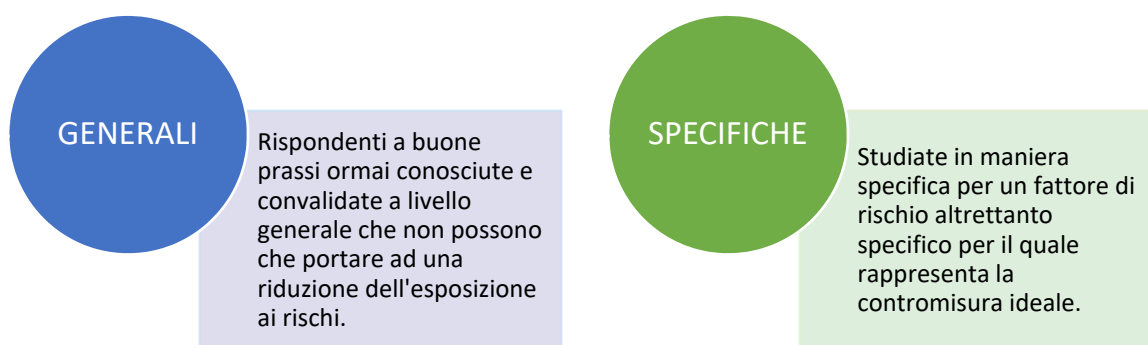 GENERALI
Rispondenti a buone
prassi ormai conosciute e
convalidate a livello
generale che non possono
che portare ad una
riduzione dell'esposizione
ai rischi.
SPECIFICHE
Studiate in maniera
specifica per un fattore di
rischio altrettanto
specifico per il quale
rappresenta la
contromisura ideale.